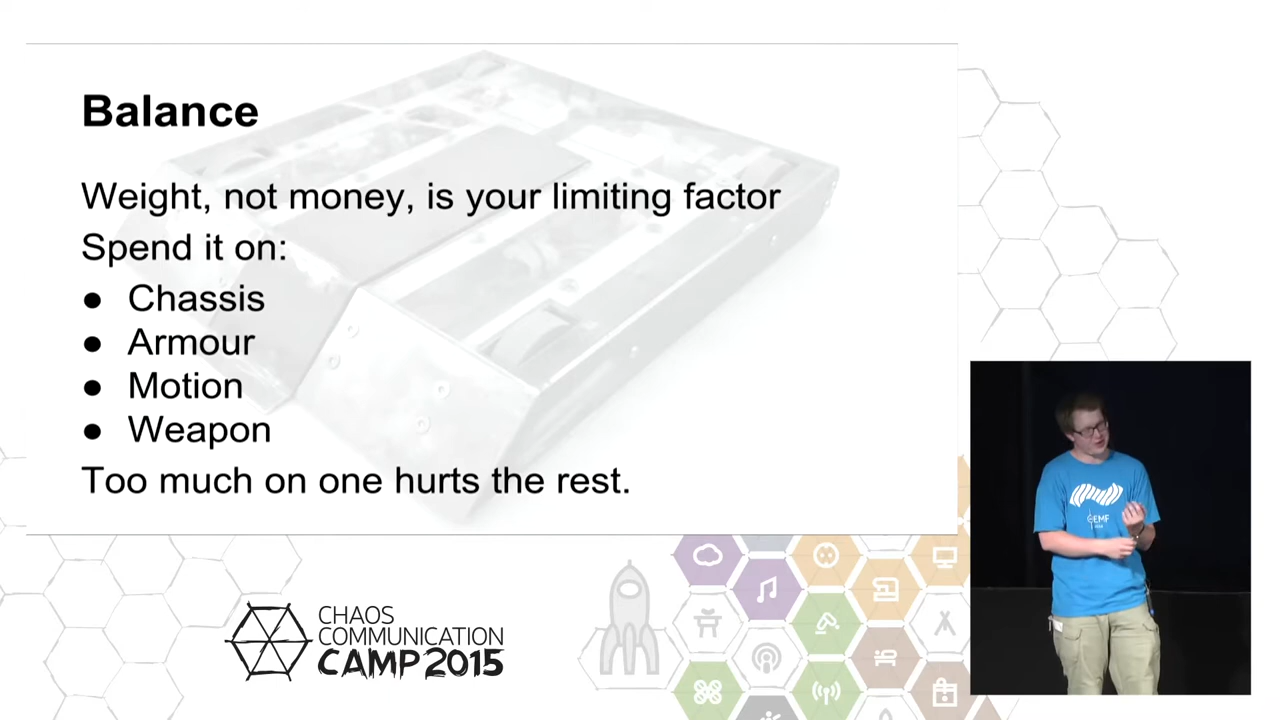 Balance
Weight, not money, is your limiting factor
Spend it on:
● Chassis
● Armour
● Motion
● Weapon
Too much on one hurts the rest.
CHAOS
COMMUNICATION
CAMP 2015
EMF